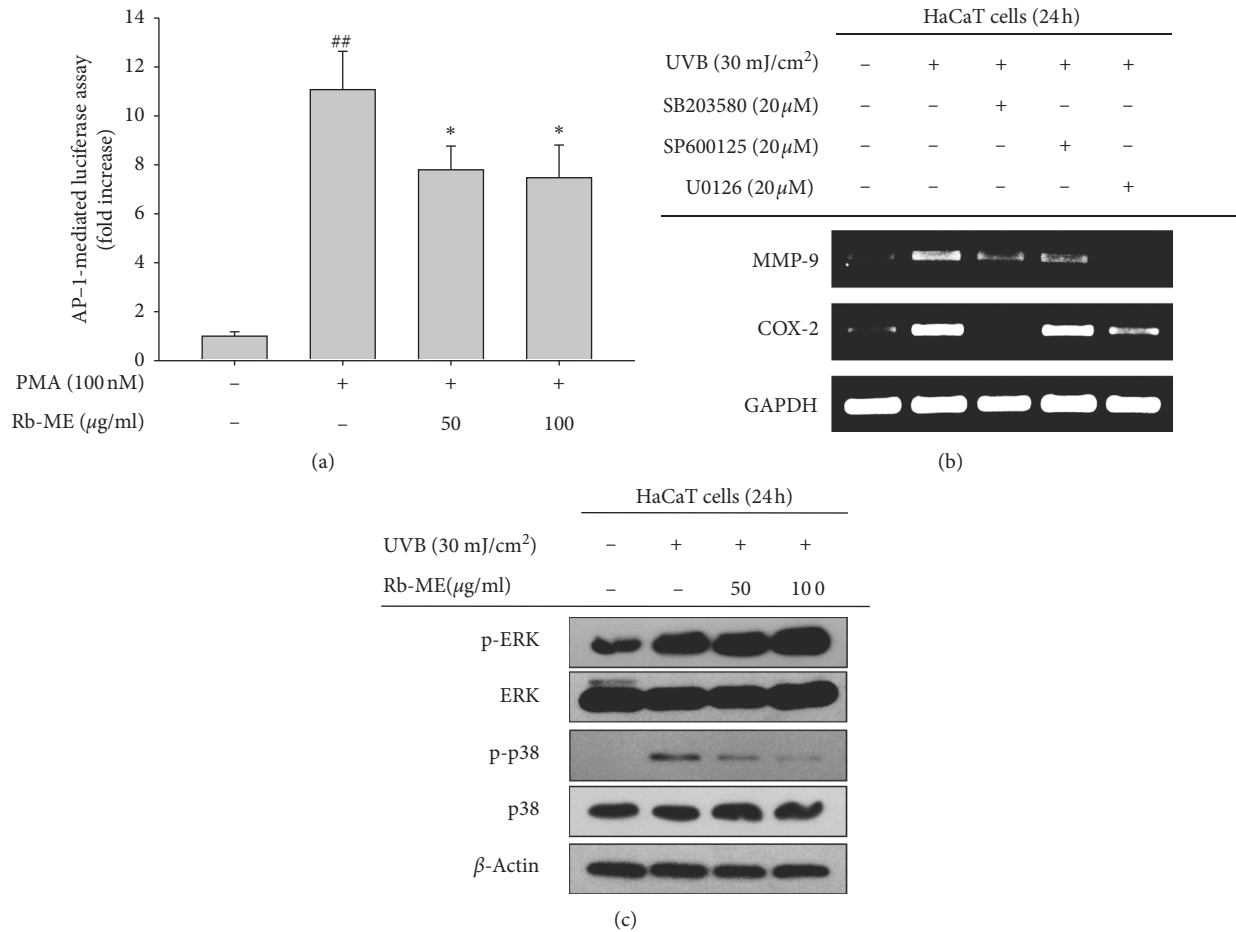 14
12
10
8
6
4
2
0
AP–1-mediated luciferase assay
(fold increase)
##
*
*
PMA (100 nM) – + + +
Rb-ME (μg/ml) – – 50 100
(a)
HaCaT cells (24 h)
UVB (30 mJ/cm²) – + + + +
SB203580 (20 μM) – – + – –
SP600125 (20 μM) – – – + –
U0126 (20 μM) – – – – +
MMP-9
COX-2
GAPDH
(b)
HaCaT cells (24 h)
UVB (30 mJ/cm²) – + + +
Rb-ME(μg/ml) – – 50 100
p-ERK
ERK
p-p38
p38
β-Actin
(c)